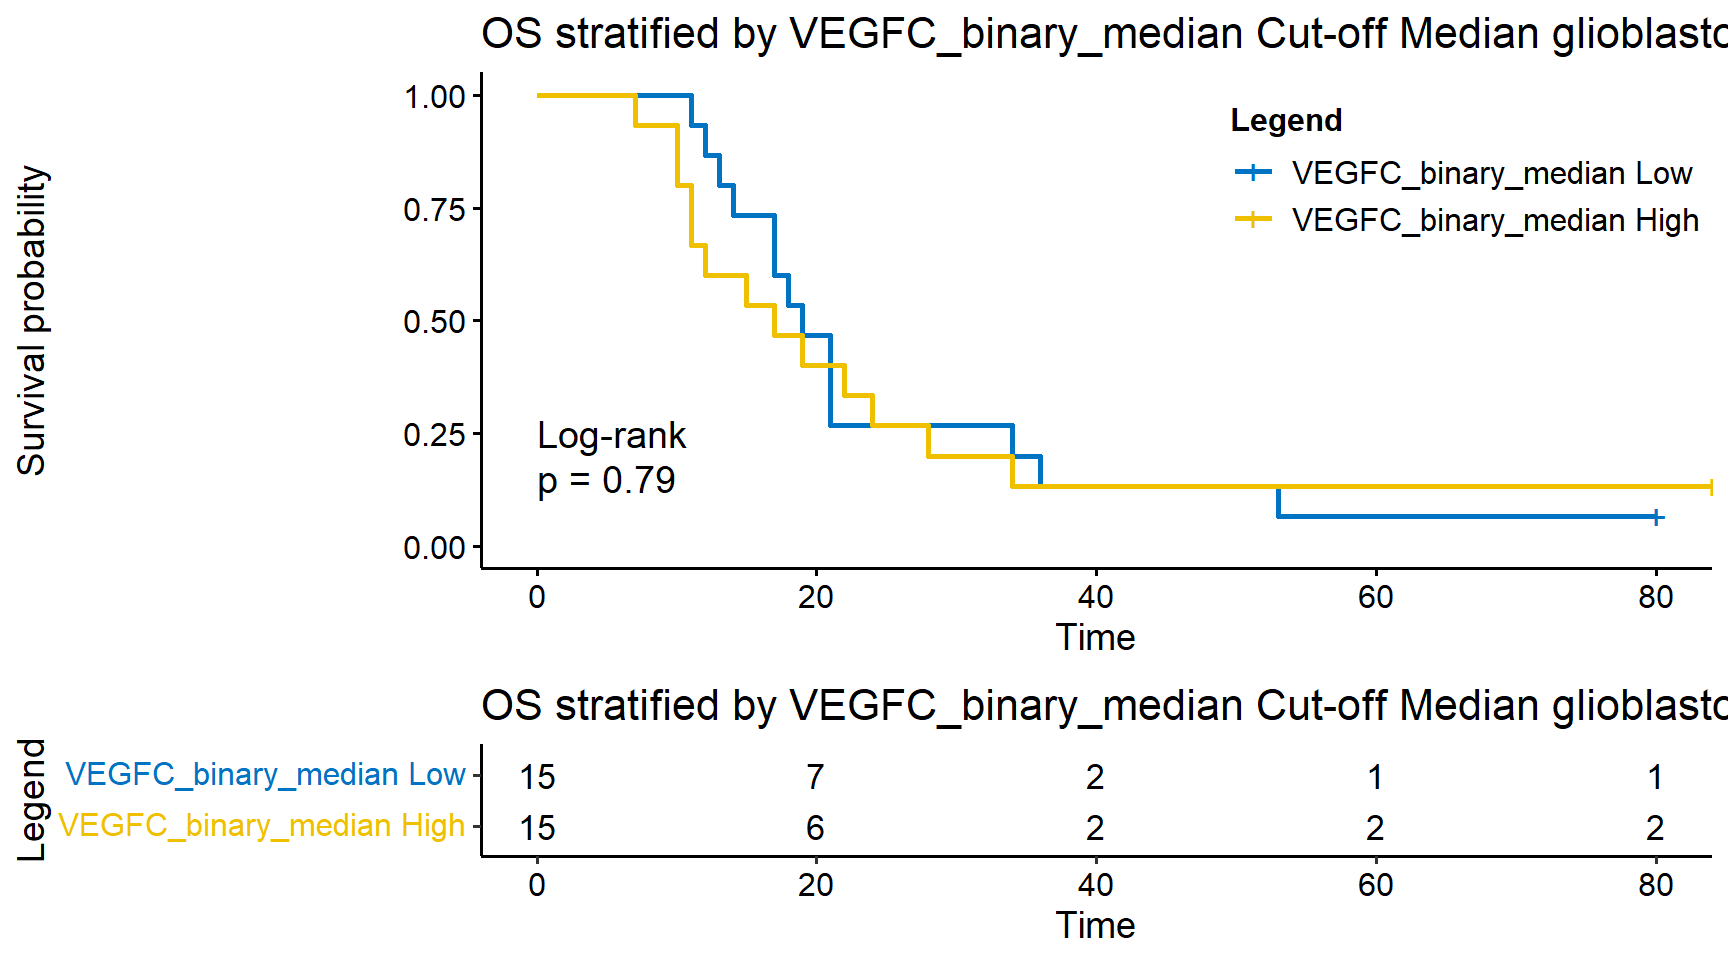 OS stratified by VEGFC_binary_median Cut-off Median glioblasto
Survival probability
1.00
0.75
0.50
0.25
0.00
Legend
VEGFC_binary_median Low
VEGFC_binary_median High
Log-rank
p = 0.79
0 20 40 60 80
Time
OS stratified by VEGFC_binary_median Cut-off Median glioblasto
Legend
VEGFC_binary_median Low 15 7 2 1 1
VEGFC_binary_median High 15 6 2 2 2
0 20 40 60 80
Time